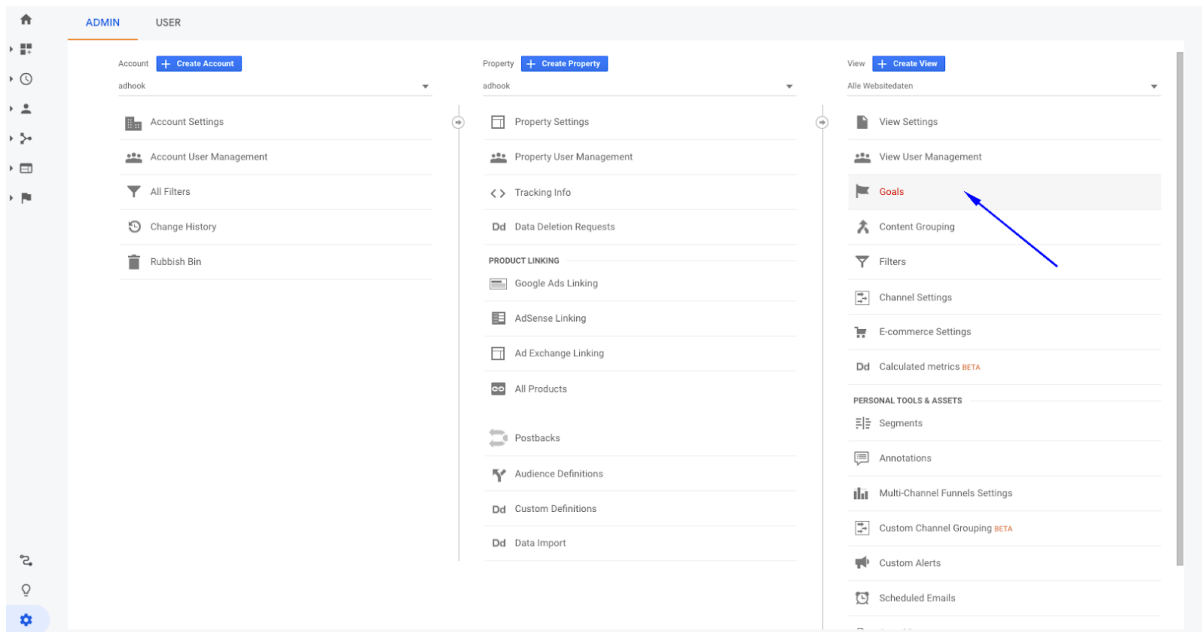 ADMIN
USER
Account
Create Account
adhook
Account Settings
Account User Management
All Filters
Change History
Rubbish Bin
Property
Create Property
adhook
Property Settings
Property User Management
Tracking Info
Dd Data Deletion Requests
PRODUCT LINKING
Google Ads Linking
AdSense Linking
Ad Exchange Linking
All Products
Postbacks
Audience Definitions
Dd Custom Definitions
Dd Data Import
View
Create View
Alle Websitedaten
View Settings
View User Management
Goals
Content Grouping
Filters
Channel Settings
E-commerce Settings
Dd Calculated metrics BETA
PERSONAL TOOLS & ASSETS
Segments
Annotations
Multi-Channel Funnels Settings
Custom Channel Grouping BETA
Custom Alerts
Scheduled Emails